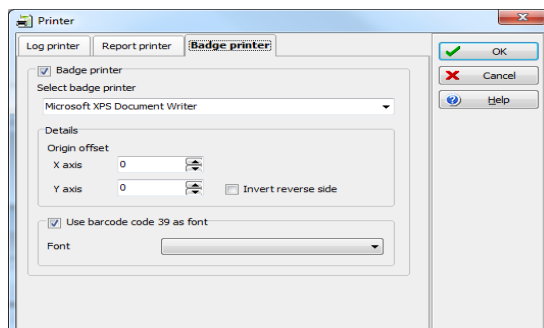 Printer
Log printer Report printer Badge printer
OK
Cancel
Help
Badge printer
Select badge printer
Microsoft XPS Document Writer
Details
Origin offset
X axis 0
Y axis 0 Invert reverse side
Use barcode code 39 as font
Font